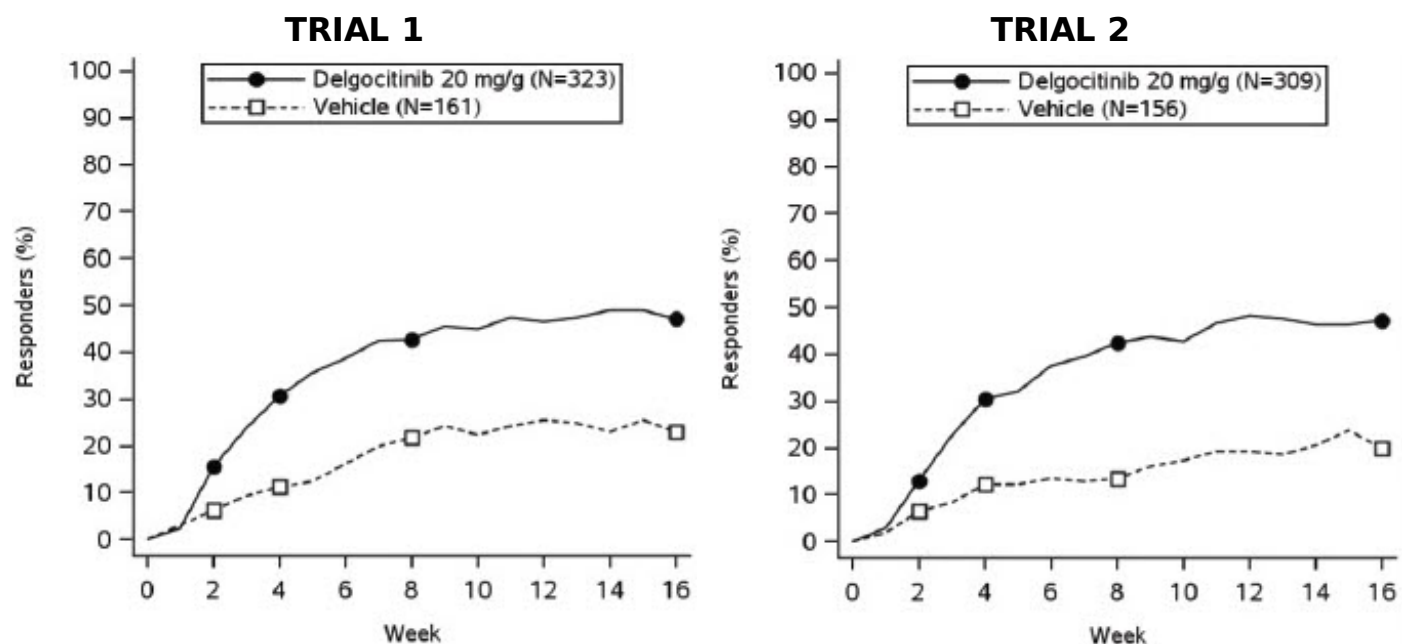 TRIAL 1
Delgocitinib 20 mg/g (N=323)
Vehicle (N=161)
100
90
80
70
60
50
40
30
20
10
0
Responders (%)
0 2 4 6 8 10 12 14 16
Week
TRIAL 2
Delgocitinib 20 mg/g (N=309)
Vehicle (N=156)
100
90
80
70
60
50
40
30
20
10
0
Responders (%)
0 2 4 6 8 10 12 14 16
Week